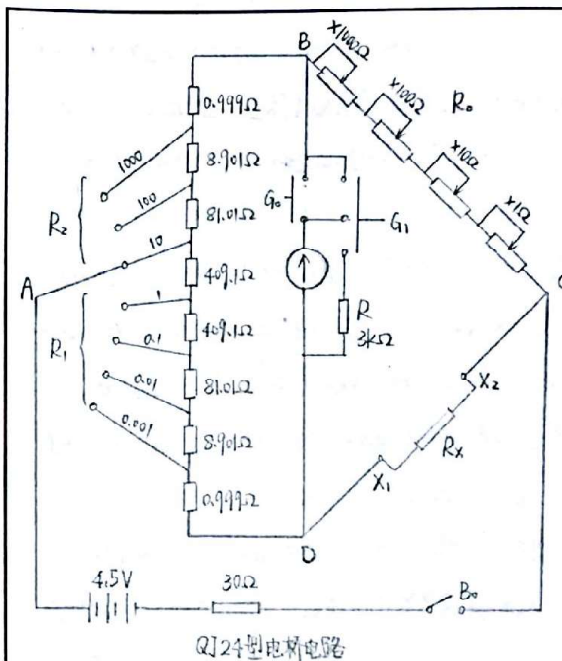 B
×1000Ω
×100Ω
R₀
×10Ω
×1Ω
0.999Ω
1000
8.901Ω
R₂
100
81.01Ω
G₀
G₁
10
A
409.1Ω
C
1
R
3kΩ
R₁
0.1
409.1Ω
0.01
81.01Ω
X₂
0.001
8.901Ω
Rx
X₁
0.999Ω
D
4.5V
30Ω
B₀
QJ24型电桥电路